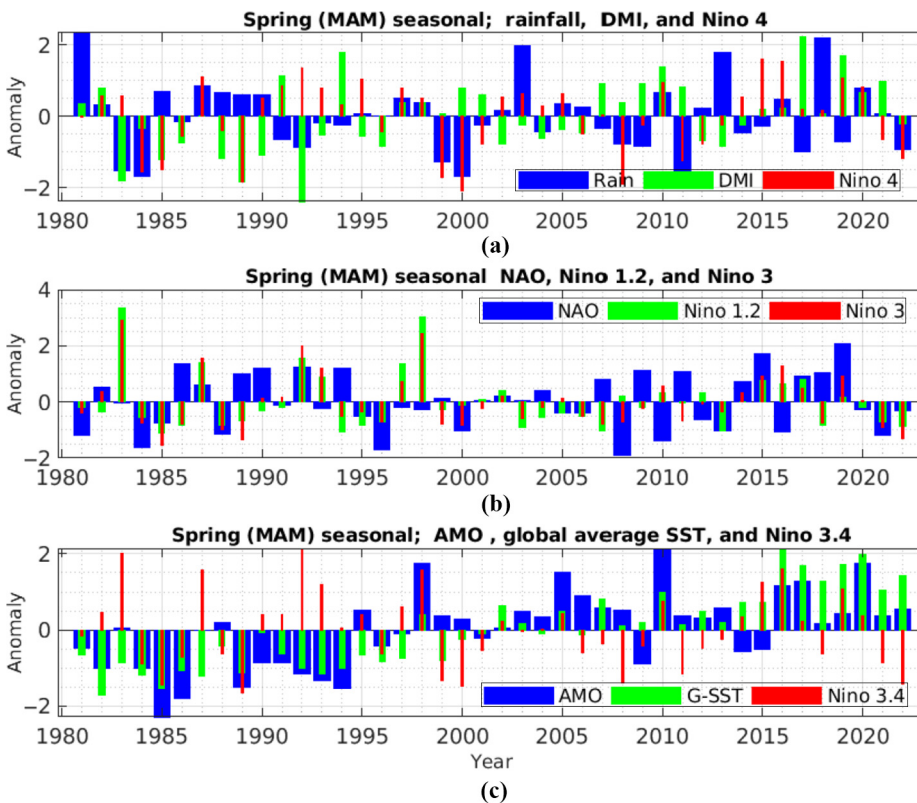 Spring (MAM) seasonal;  rainfall,  DMI, and Nino 4
2
0
−2
Anomaly
Rain DMI Nino 4
1980 1985 1990 1995 2000 2005 2010 2015 2020
(a)
Spring (MAM) seasonal  NAO, Nino 1.2, and Nino 3
4
2
0
−2
Anomaly
NAO Nino 1.2 Nino 3
1980 1985 1990 1995 2000 2005 2010 2015 2020
(b)
Spring (MAM) seasonal;  AMO , global average SST, and Nino 3.4
2
0
−2
Anomaly
AMO G-SST Nino 3.4
1980 1985 1990 1995 2000 2005 2010 2015 2020
Year
(c)